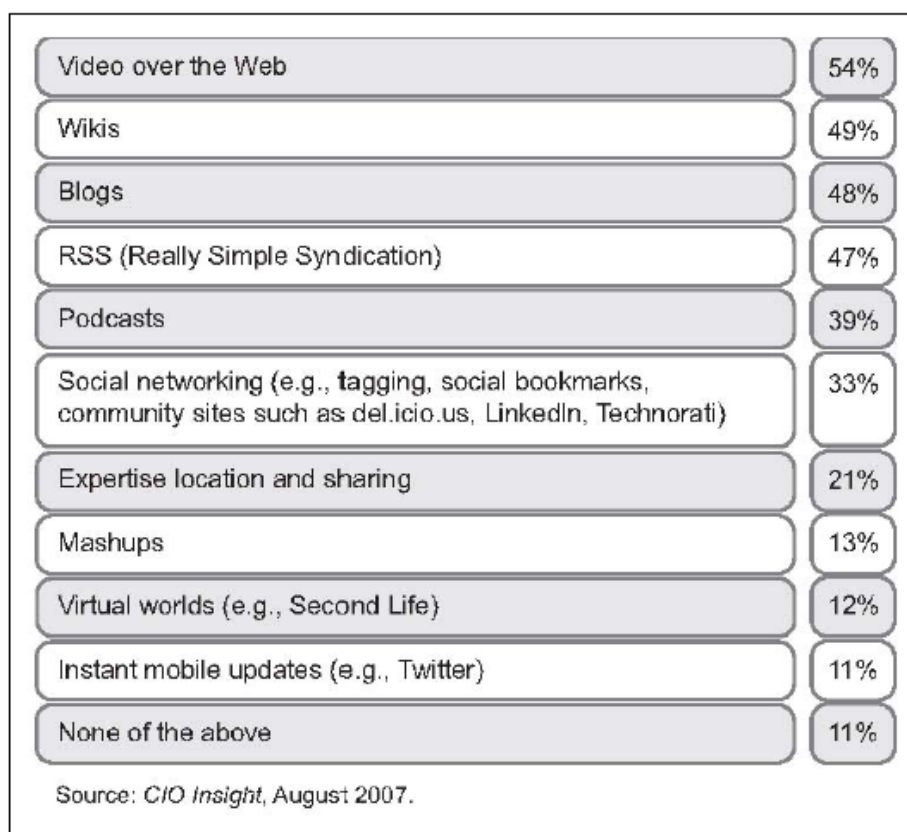 Video over the Web 54%
Wikis 49%
Blogs 48%
RSS (Really Simple Syndication) 47%
Podcasts 39%
Social networking (e.g., tagging, social bookmarks, 33%
community sites such as del.icio.us, LinkedIn, Technorati)
Expertise location and sharing 21%
Mashups 13%
Virtual worlds (e.g., Second Life) 12%
Instant mobile updates (e.g., Twitter) 11%
None of the above 11%
Source: CIO Insight, August 2007.